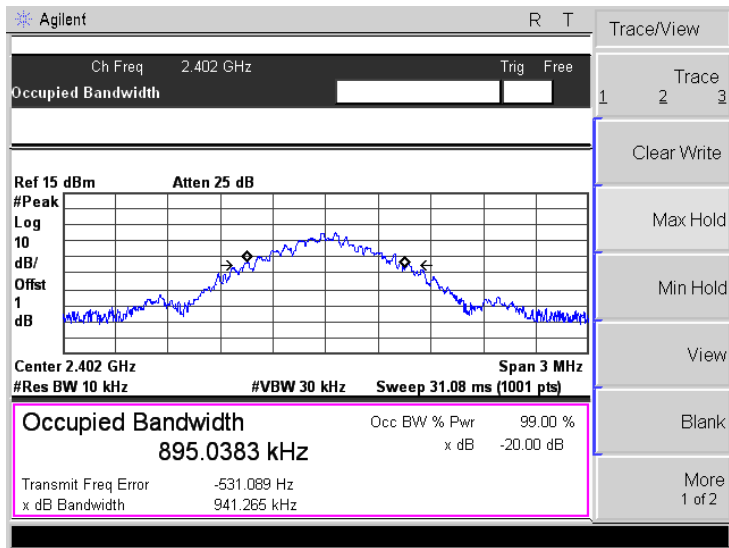 Agilent R T
Ch Freq 2.402 GHz Trig Free
Occupied Bandwidth
Ref 15 dBm Atten 25 dB
#Peak
Log
10
dB/
Offst
1
dB
Center 2.402 GHz Span 3 MHz
#Res BW 10 kHz #VBW 30 kHz Sweep 31.08 ms (1001 pts)
Occupied Bandwidth
895.0383 kHz
Occ BW % Pwr 99.00 %
x dB -20.00 dB
Transmit Freq Error -531.089 Hz
x dB Bandwidth 941.265 kHz
Trace/View
Trace
1 2 3
Clear Write
Max Hold
Min Hold
View
Blank
More
1 of 2